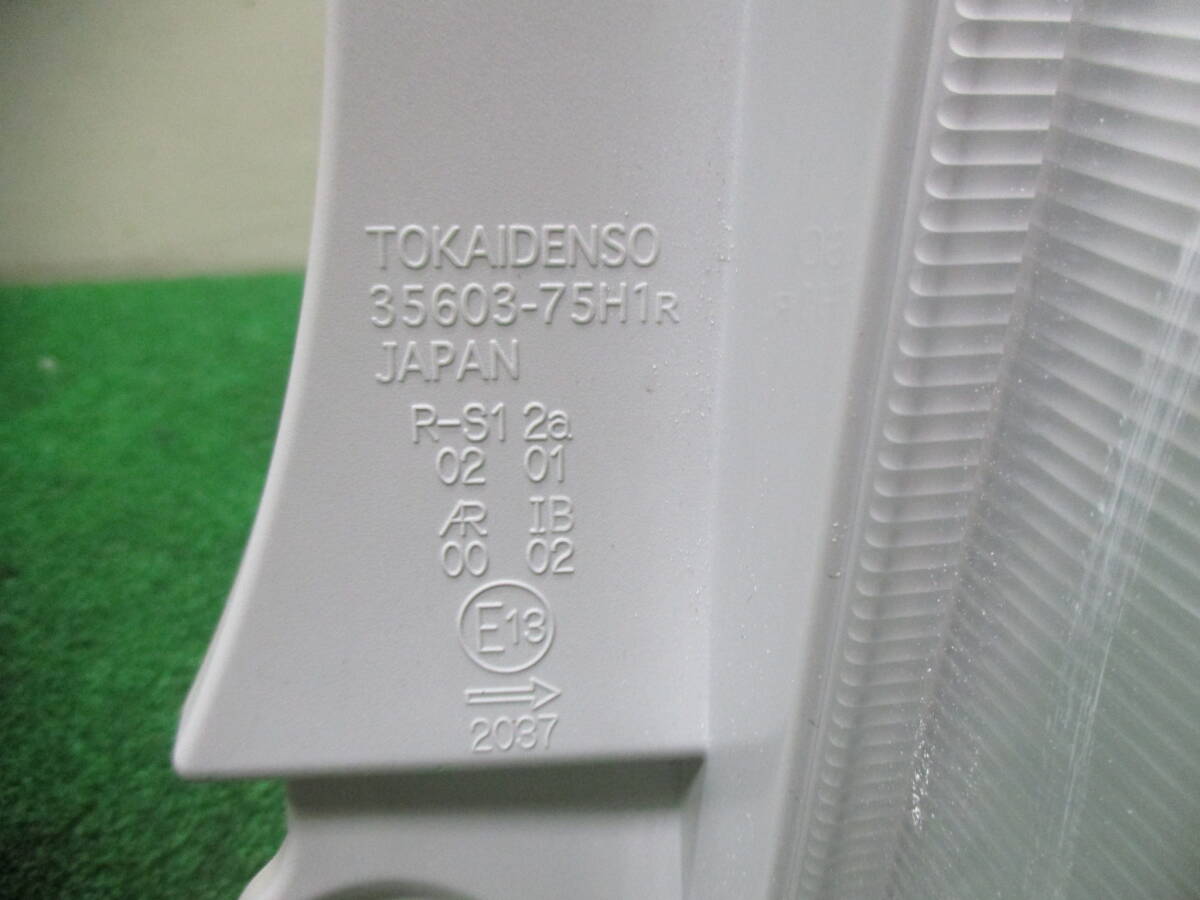 TOKAIDENSO
35603-75H1R
JAPAN
R-S1 2a
02 01
AR IB
00 02
E13
2037